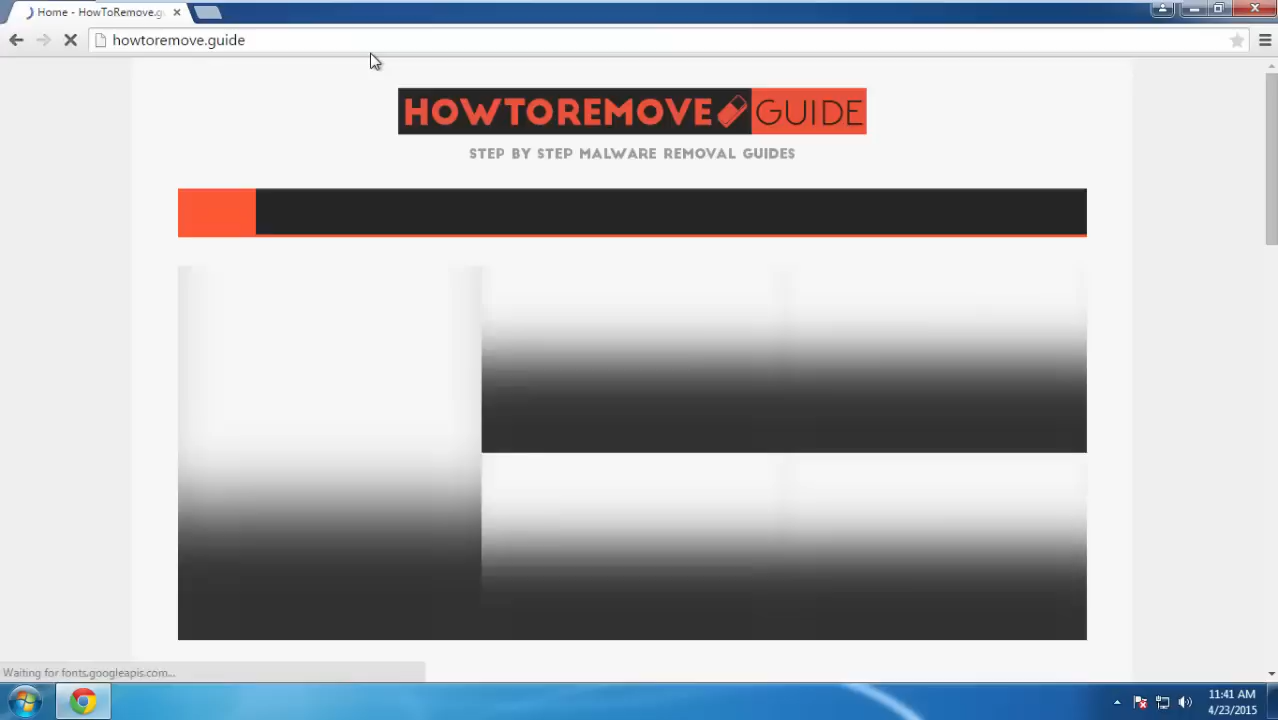 Home - HowToRemove.g
howtoremove.guide
HOWTOREMOVE GUIDE
STEP BY STEP MALWARE REMOVAL GUIDES
Waiting for fonts.googleapis.com...
11:41 AM
4/23/2015